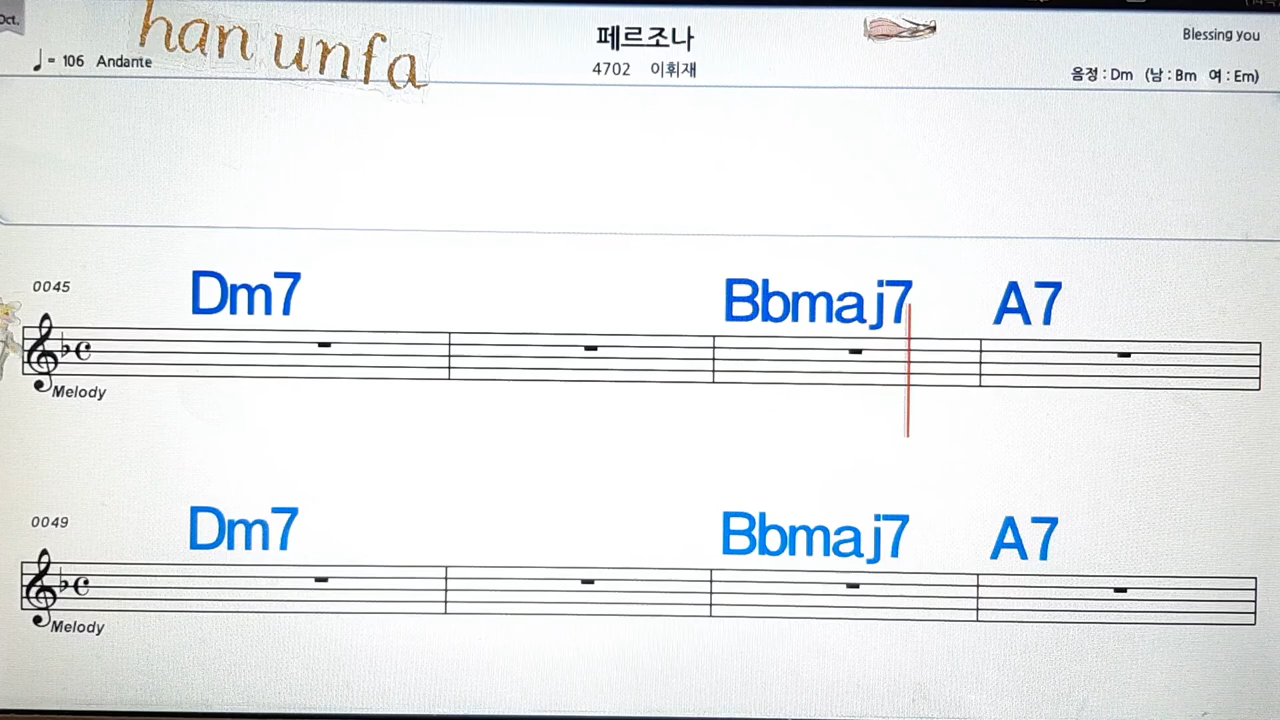 Oct.
han unfa
페르조나
Blessing you
♩= 106 Andante
4702 이휘재
음정 : Dm (남 : Bm 여 : Em)
0045
Dm7 Bbmaj7 A7
Melody
0049
Dm7 Bbmaj7 A7
Melody